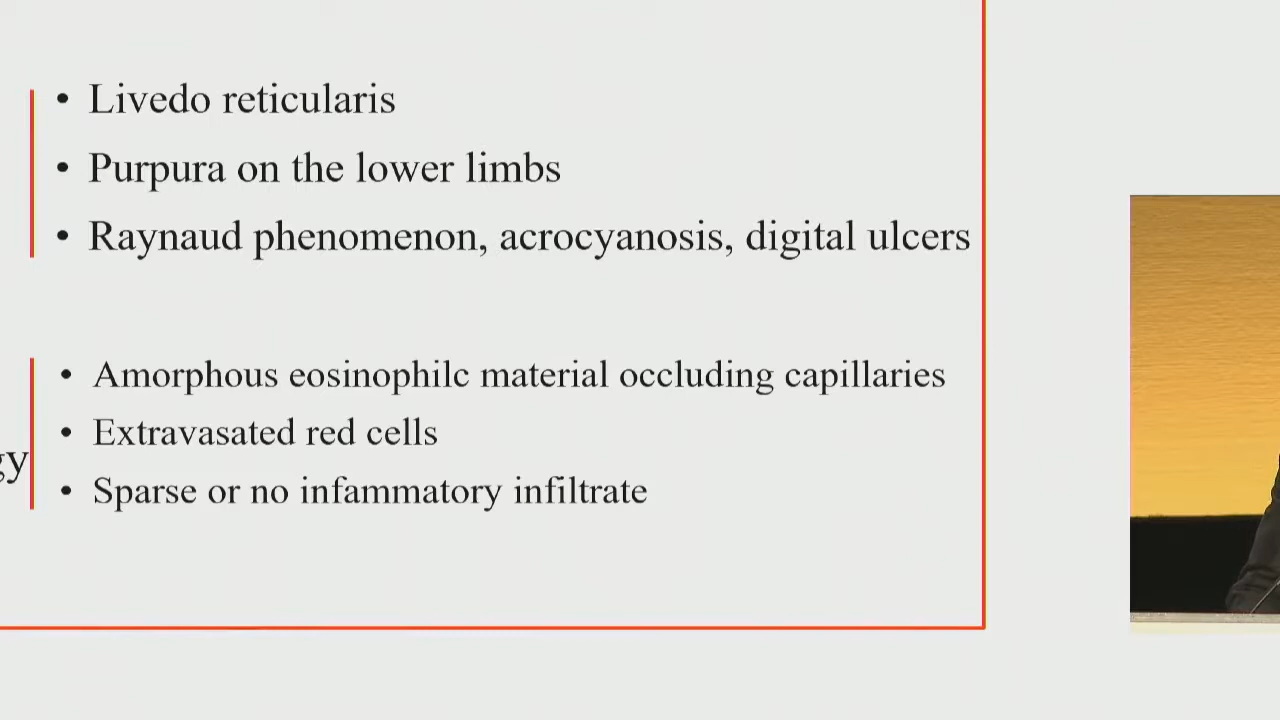 • Livedo reticularis
• Purpura on the lower limbs
• Raynaud phenomenon, acrocyanosis, digital ulcers
• Amorphous eosinophilc material occluding capillaries
• Extravasated red cells
gy
• Sparse or no infammatory infiltrate